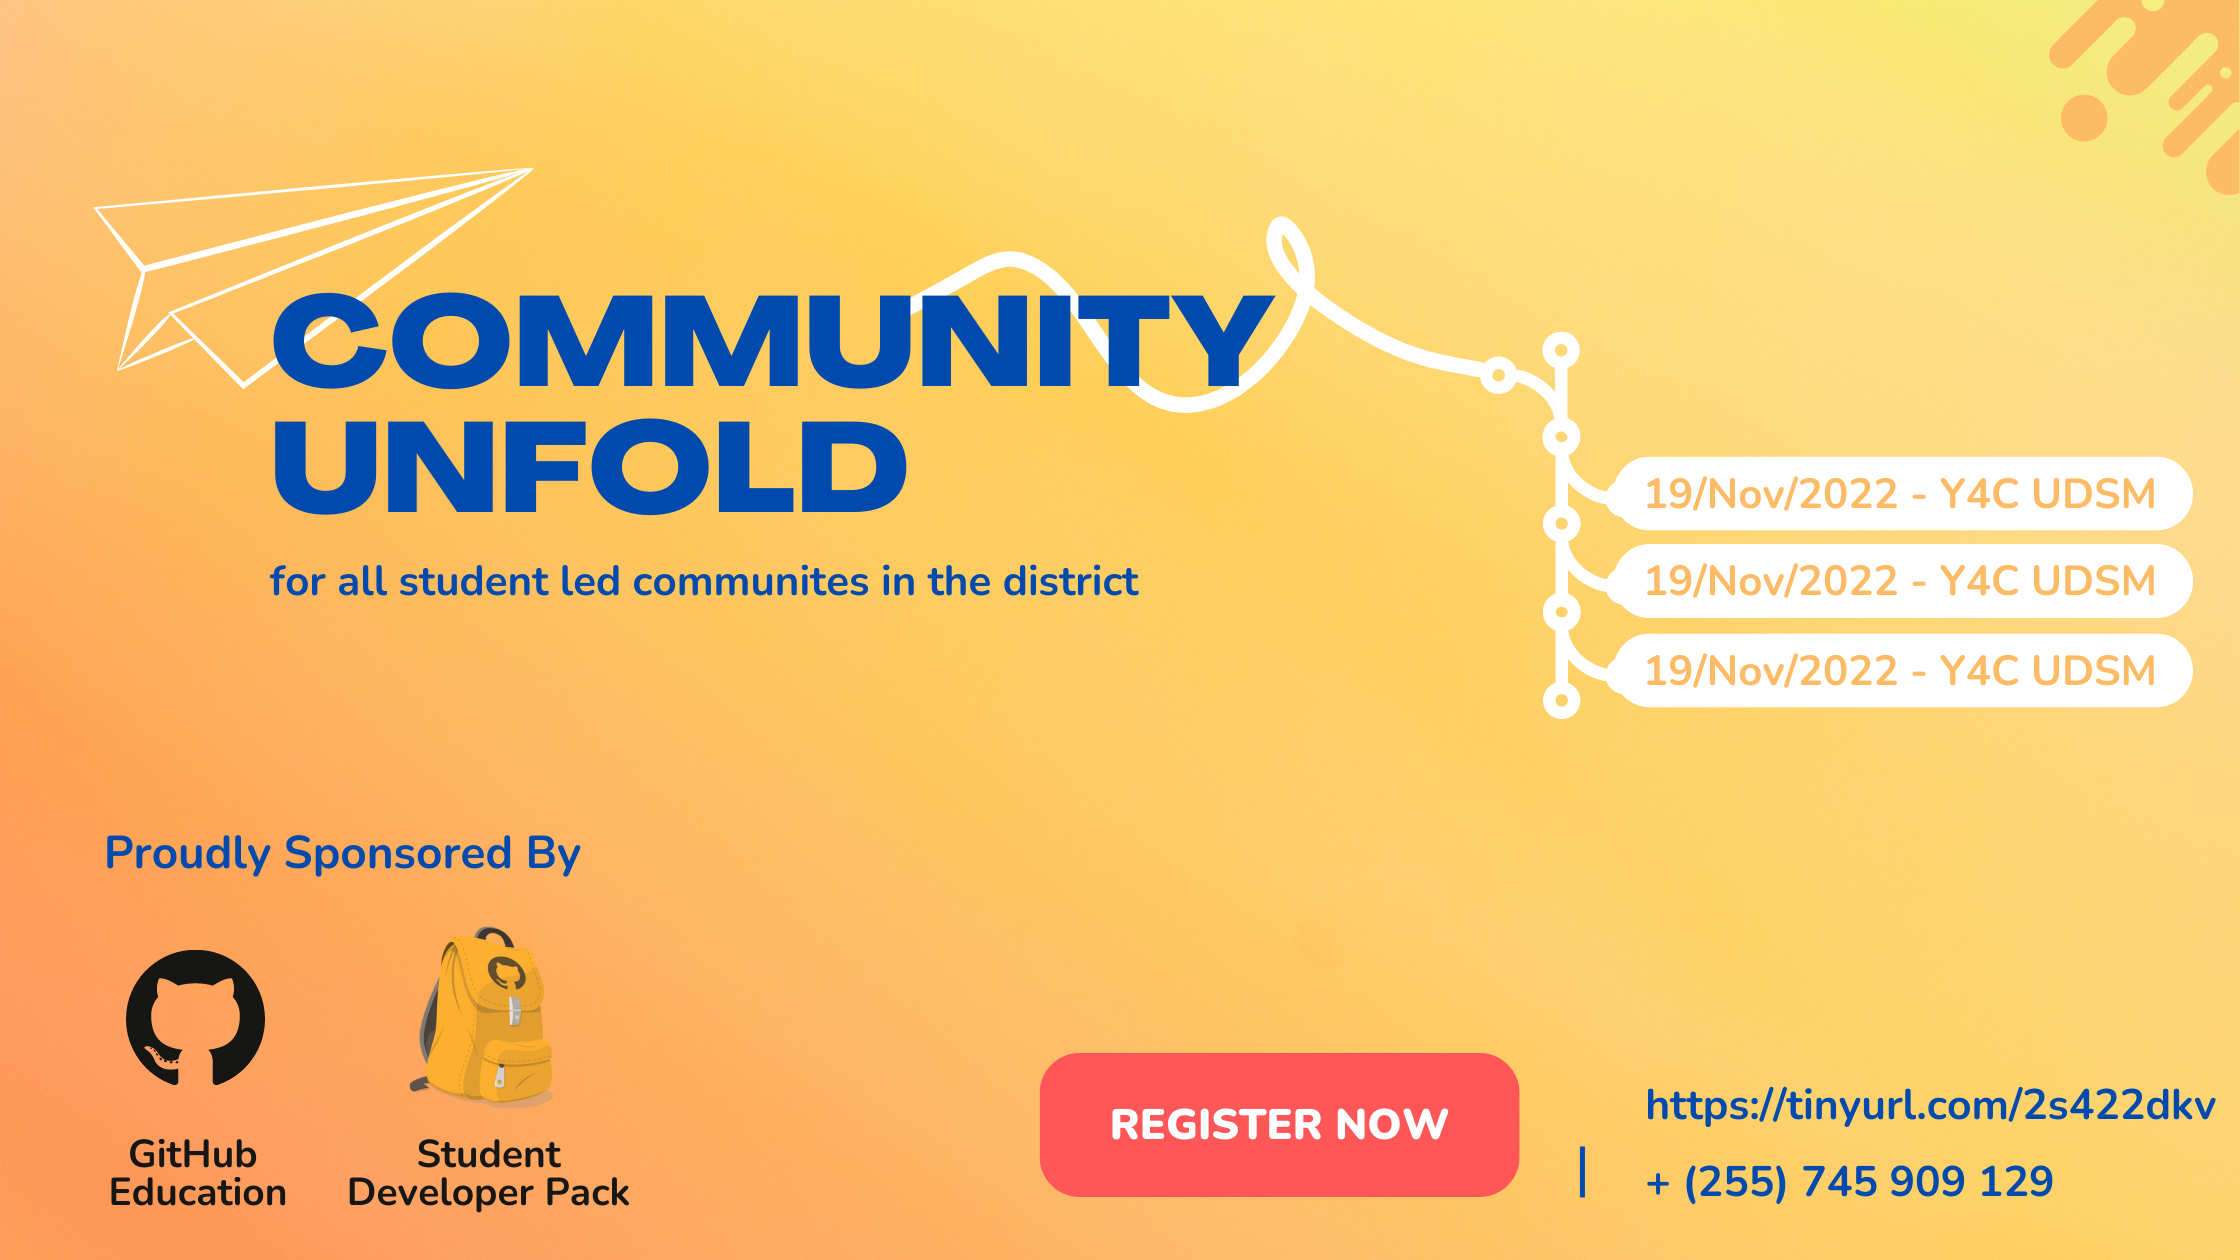 COMMUNITY
UNFOLD
for all student led communites in the district
19/Nov/2022 - Y4C UDSM
19/Nov/2022 - Y4C UDSM
19/Nov/2022 - Y4C UDSM
Proudly Sponsored By
GitHub
Education
Student
Developer Pack
REGISTER NOW
https://tinyurl.com/2s422dkv
+ (255) 745 909 129